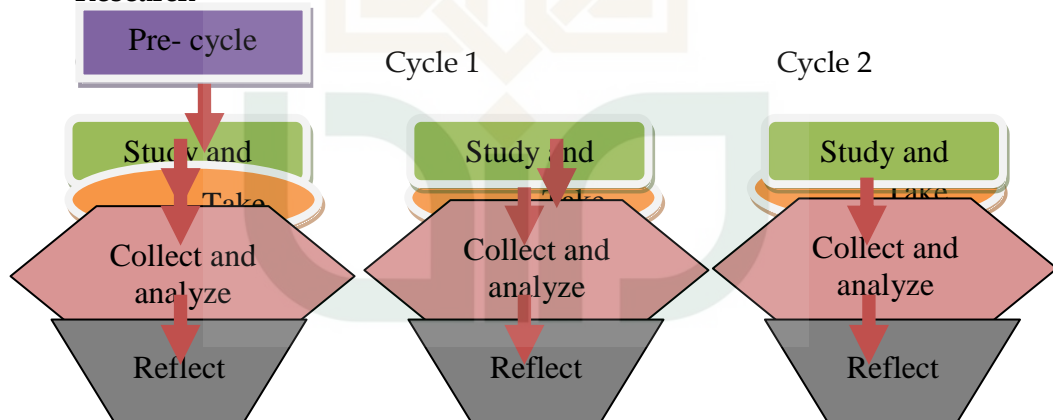 Research
Pre- cycle
Cycle 1
Cycle 2
Study and
Take
Collect and
analyze
Reflect
Study and
Take
Collect and
analyze
Reflect
Study and
Take
Collect and
analyze
Reflect